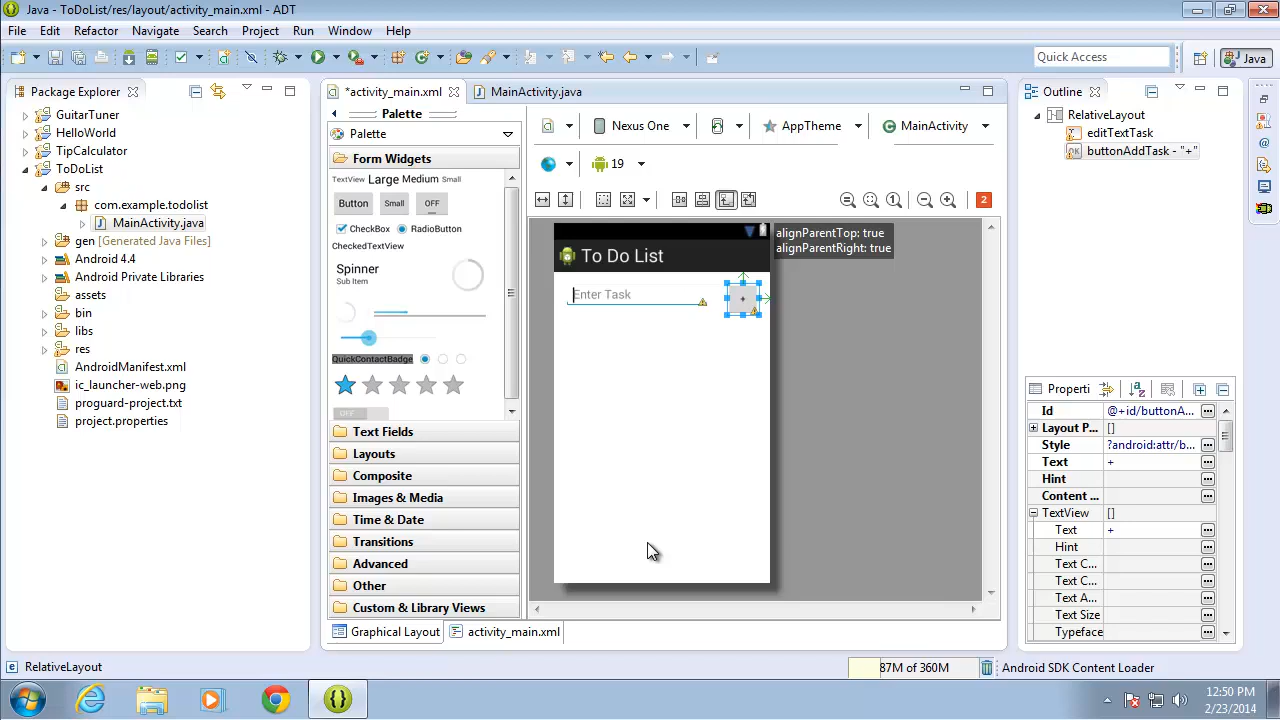 Java - ToDoList/res/layout/activity_main.xml - ADT
File Edit Refactor Navigate Search Project Run Window Help
Quick Access
Java
Package Explorer
GuitarTuner
HelloWorld
TipCalculator
ToDoList
src
com.example.todolist
MainActivity.java
gen [Generated Java Files]
Android 4.4
Android Private Libraries
assets
bin
libs
res
AndroidManifest.xml
ic_launcher-web.png
proguard-project.txt
project.properties
*activity_main.xml
MainActivity.java
Palette
Palette
Form Widgets
TextView Large Medium Small
Button Small OFF
CheckBox RadioButton
CheckedTextView
Spinner
Sub Item
QuickContactBadge
OFF
Text Fields
Layouts
Composite
Images & Media
Time & Date
Transitions
Advanced
Other
Custom & Library Views
Graphical Layout
activity_main.xml
Nexus One
AppTheme
MainActivity
19
1
2
To Do List
Enter Task
+
alignParentTop: true
alignParentRight: true
Outline
RelativeLayout
editTextTask
buttonAddTask - "+"
Properti
Id @+id/buttonA...
Layout P... []
Style ?android:attr/b...
Text +
Hint
Content ...
TextView []
Text +
Hint
Text C...
Text C...
Text A...
Text Size
Typeface
RelativeLayout
87M of 360M
Android SDK Content Loader
12:50 PM
2/23/2014